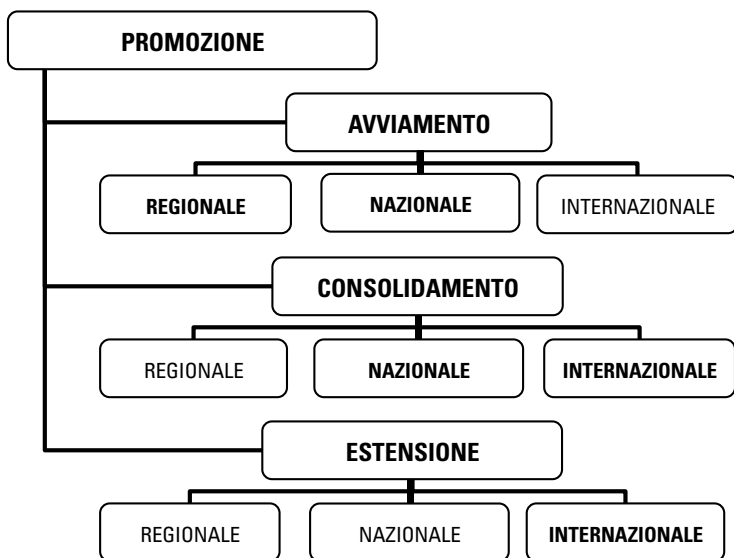 PROMOZIONE
AVVIAMENTO
REGIONALE
NAZIONALE
INTERNAZIONALE
CONSOLIDAMENTO
REGIONALE
NAZIONALE
INTERNAZIONALE
ESTENSIONE
REGIONALE
NAZIONALE
INTERNAZIONALE